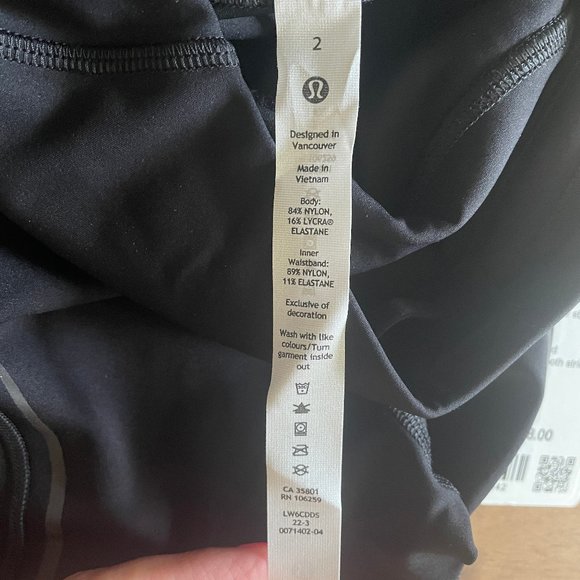 2
Designed in
Vancouver
Made in
Vietnam
Body:
84% NYLON,
16% LYCRA®
ELASTANE
Inner
Waistband:
89% NYLON,
11% ELASTANE
Exclusive of
decoration
Wash with like
colours/Turn
garment inside
out
CA 35801
RN 106259
LW6CDDS
22-3
0071402-04